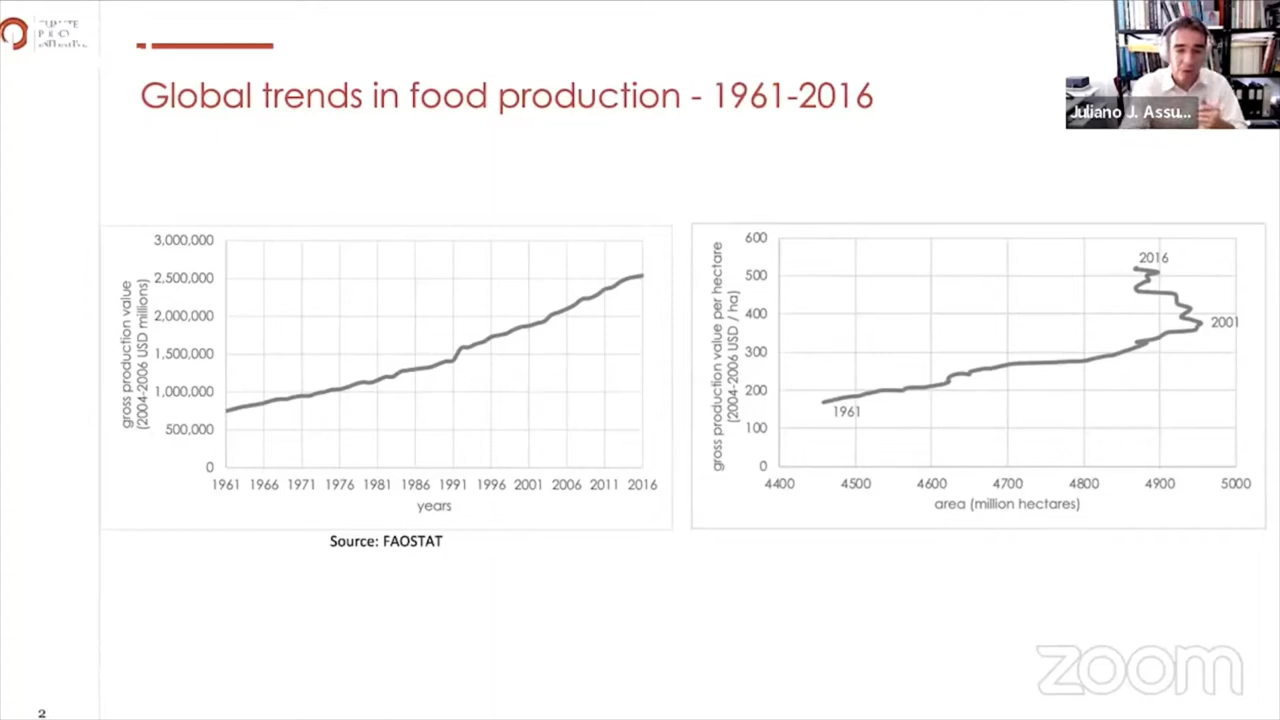 Global trends in food production - 1961-2016
Juliano J. Assu...
3,000,000
2,500,000
2,000,000
1,500,000
1,000,000
500,000
0
gross production value
(2004-2006 USD millions)
1961 1966 1971 1976 1981 1986 1991 1996 2001 2006 2011 2016
years
Source: FAOSTAT
600
500
400
300
200
100
0
gross production value per hectare
(2004-2006 USD / ha)
2016
2001
1961
4400 4500 4600 4700 4800 4900 5000
area (million hectares)
zoom
2